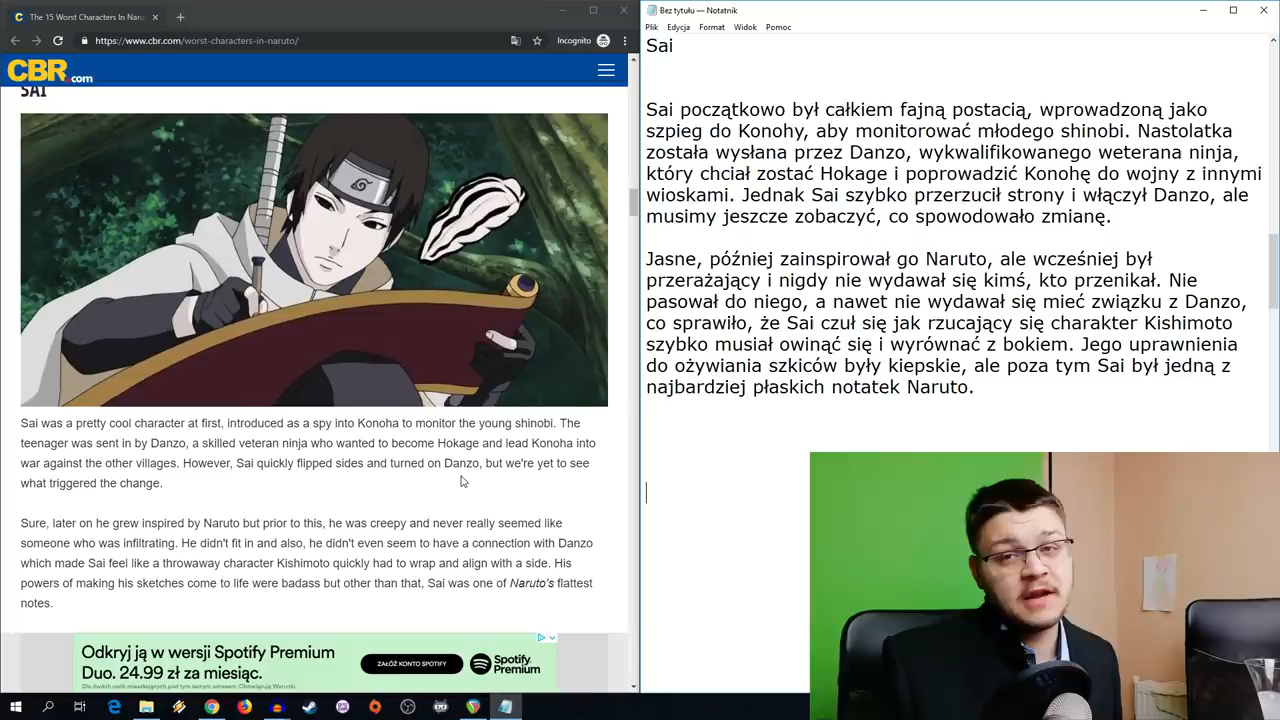 The 15 Worst Characters In Naru
https://www.cbr.com/worst-characters-in-naruto/
Incognito
CBR.com
SAI
Sai was a pretty cool character at first, introduced as a spy into Konoha to monitor the young shinobi. The
teenager was sent in by Danzo, a skilled veteran ninja who wanted to become Hokage and lead Konoha into
war against the other villages. However, Sai quickly flipped sides and turned on Danzo, but we're yet to see
what triggered the change.
Sure, later on he grew inspired by Naruto but prior to this, he was creepy and never really seemed like
someone who was infiltrating. He didn't fit in and also, he didn't even seem to have a connection with Danzo
which made Sai feel like a throwaway character Kishimoto quickly had to wrap and align with a side. His
powers of making his sketches come to life were badass but other than that, Sai was one of Naruto's flattest
notes.
Odkryj ją w wersji Spotify Premium
Duo. 24.99 zł za miesiąc.
Dla dwóch osób mieszkających pod tym samym adresem. Obowiązują Warunki.
ZAŁÓŻ KONTO SPOTIFY
Spotify
Premium
Bez tytułu — Notatnik
Plik Edycja Format Widok Pomoc
Sai
Sai początkowo był całkiem fajną postacią, wprowadzoną jako
szpieg do Konohy, aby monitorować młodego shinobi. Nastolatka
została wysłana przez Danzo, wykwalifikowanego weterana ninja,
który chciał zostać Hokage i poprowadzić Konohę do wojny z innymi
wioskami. Jednak Sai szybko przerzucił strony i włączył Danzo, ale
musimy jeszcze zobaczyć, co spowodowało zmianę.
Jasne, później zainspirował go Naruto, ale wcześniej był
przerażający i nigdy nie wydawał się kimś, kto przenikał. Nie
pasował do niego, a nawet nie wydawał się mieć związku z Danzo,
co sprawiło, że Sai czuł się jak rzucający się charakter Kishimoto
szybko musiał owinąć się i wyrównać z bokiem. Jego uprawnienia
do ożywiania szkiców były kiepskie, ale poza tym Sai był jedną z
najbardziej płaskich notatek Naruto.